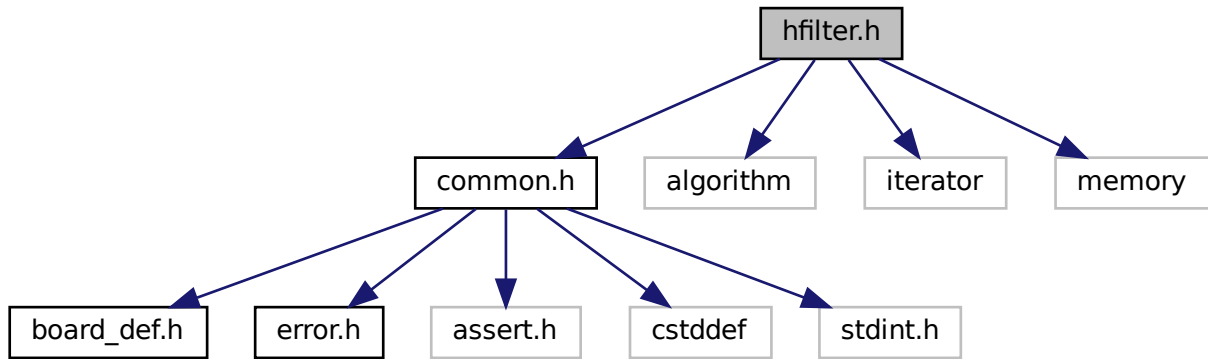 hfilter.h
common.h
algorithm
iterator
memory
board_def.h
error.h
assert.h
cstddef
stdint.h